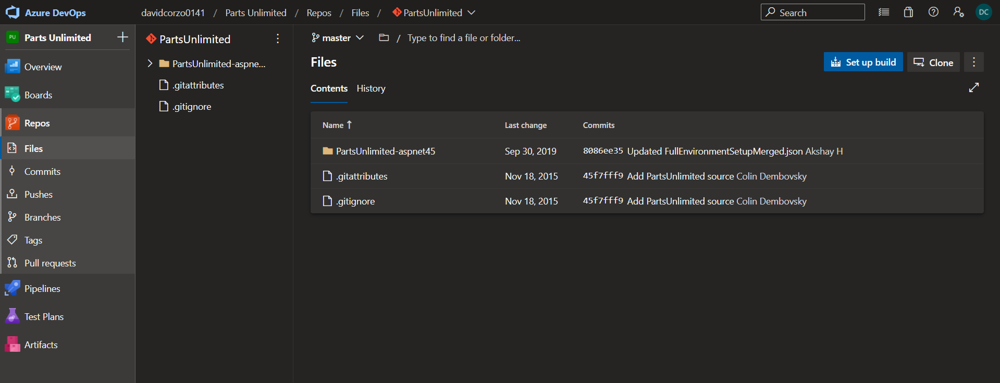 Azure DevOps
davidcorzo0141 / Parts Unlimited / Repos / Files / PartsUnlimited
Search
DC
PU Parts Unlimited
Overview
Boards
Repos
Files
Commits
Pushes
Branches
Tags
Pull requests
Pipelines
Test Plans
Artifacts
PartsUnlimited
PartsUnlimited-aspne...
.gitattributes
.gitignore
master / Type to find a file or folder...
Files
Set up build
Clone
Contents History
Name Last change Commits
PartsUnlimited-aspnet45 Sep 30, 2019 8086ee35 Updated FullEnvironmentSetupMerged.json Akshay H
.gitattributes Nov 18, 2015 45f7fff9 Add PartsUnlimited source Colin Dembovsky
.gitignore Nov 18, 2015 45f7fff9 Add PartsUnlimited source Colin Dembovsky